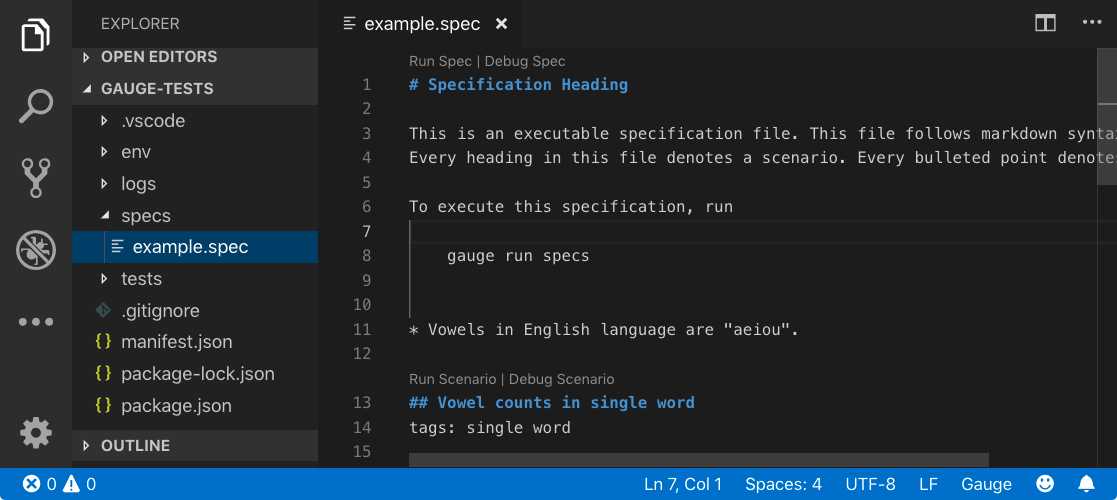 EXPLORER
OPEN EDITORS
GAUGE-TESTS
.vscode
env
logs
specs
example.spec
tests
.gitignore
manifest.json
package-lock.json
package.json
OUTLINE
example.spec
Run Spec | Debug Spec
1 # Specification Heading
2
3 This is an executable specification file. This file follows markdown synta
4 Every heading in this file denotes a scenario. Every bulleted point denotes
5
6 To execute this specification, run
7
8 gauge run specs
9
10
11 * Vowels in English language are "aeiou".
12
Run Scenario | Debug Scenario
13 ## Vowel counts in single word
14 tags: single word
15
0 0 Ln 7, Col 1 Spaces: 4 UTF-8 LF Gauge